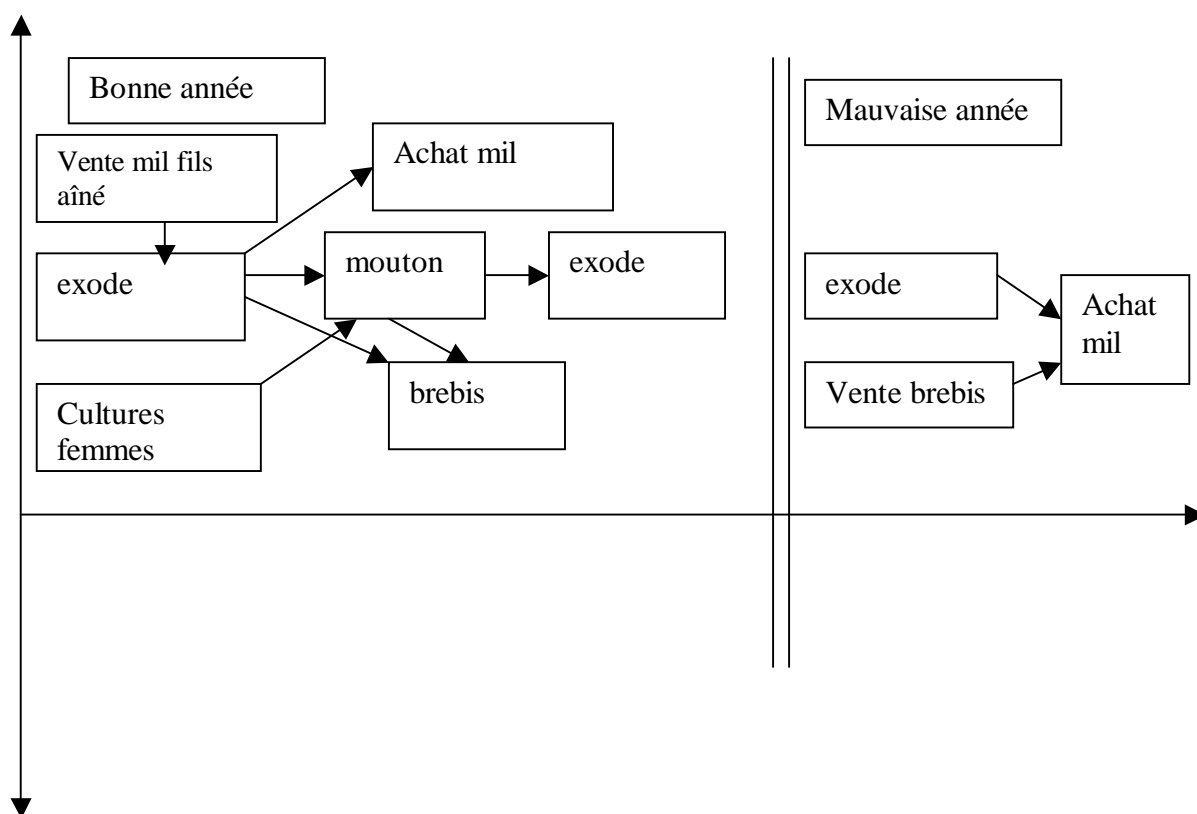 Bonne année
Mauvaise année
Vente mil fils
aîné
Achat mil
exode
mouton
exode
exode
Achat
mil
Cultures
femmes
brebis
Vente brebis